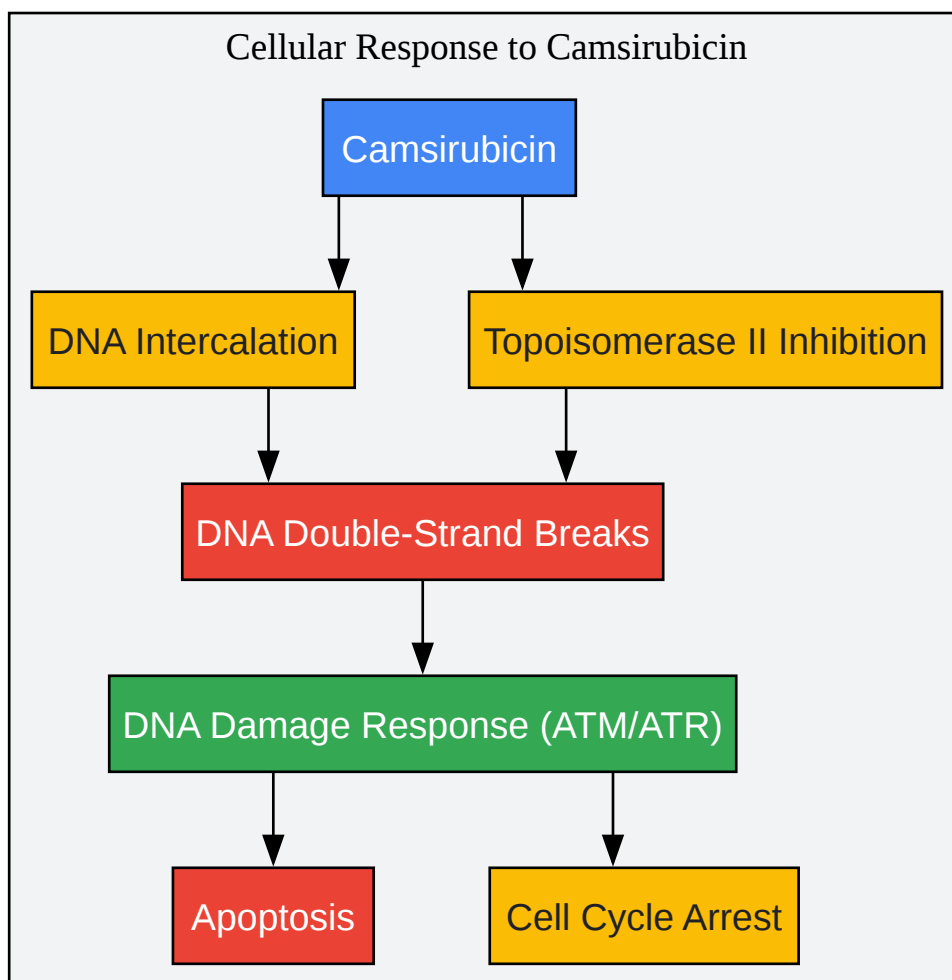 Cellular Response to Camsirubicin
Camsirubicin
DNA Intercalation
Topoisomerase II Inhibition
DNA Double-Strand Breaks
DNA Damage Response (ATM/ATR)
Apoptosis
Cell Cycle Arrest